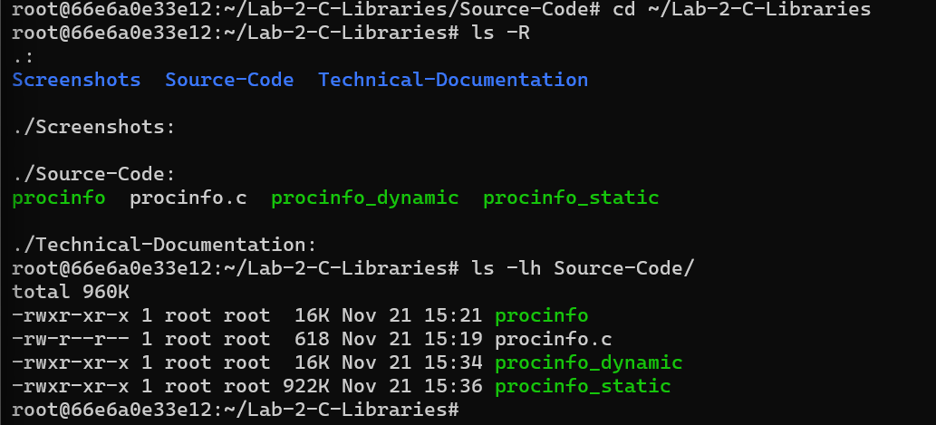 root@66e6a0e33e12:~/Lab-2-C-Libraries/Source-Code# cd ~/Lab-2-C-Libraries
root@66e6a0e33e12:~/Lab-2-C-Libraries# ls -R
.:
Screenshots  Source-Code  Technical-Documentation
./Screenshots:
./Source-Code:
procinfo  procinfo.c  procinfo_dynamic  procinfo_static
./Technical-Documentation:
root@66e6a0e33e12:~/Lab-2-C-Libraries# ls -lh Source-Code/
total 960K
-rwxr-xr-x 1 root root  16K Nov 21 15:21 procinfo
-rw-r--r-- 1 root root  618 Nov 21 15:19 procinfo.c
-rwxr-xr-x 1 root root  16K Nov 21 15:34 procinfo_dynamic
-rwxr-xr-x 1 root root 922K Nov 21 15:36 procinfo_static
root@66e6a0e33e12:~/Lab-2-C-Libraries#